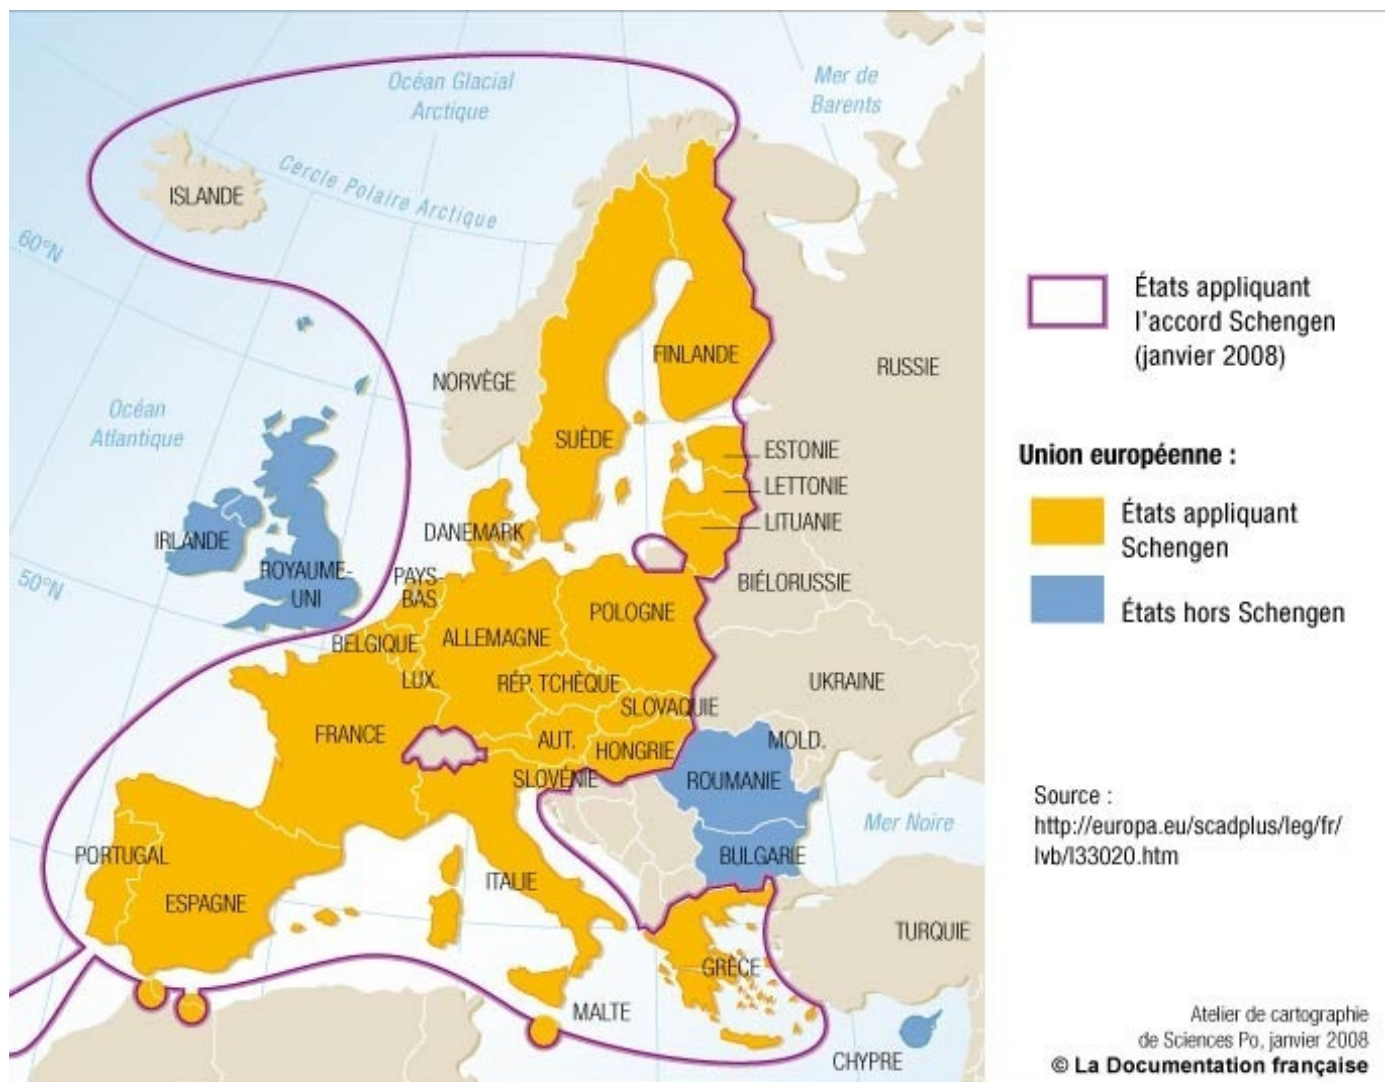 Océan Glacial
Arctique
Mer de
Barents
Cercle Polaire Arctique
ISLANDE
60°N
NORVÈGE
FINLANDE
RUSSIE
SUÈDE
Océan
Atlantique
ESTONIE
LETTONIE
LITUANIE
DANEMARK
IRLANDE
ROYAUME-
UNI
50°N
PAYS-
BAS
BIÉLORUSSIE
POLOGNE
BELGIQUE
ALLEMAGNE
LUX.
RÉP. TCHÈQUE
UKRAINE
SLOVAQUIE
FRANCE
AUT.
HONGRIE
MOLD.
SLOVÉNIE
ROUMANIE
Mer Noire
PORTUGAL
BULGARIE
ITALIE
ESPAGNE
TURQUIE
GRÈCE
MALTE
CHYPRE
États appliquant
l'accord Schengen
(janvier 2008)
Union européenne :
États appliquant
Schengen
États hors Schengen
Source :
http://europa.eu/scadplus/leg/fr/
lvb/l33020.htm
Atelier de cartographie
de Sciences Po, janvier 2008
© La Documentation française